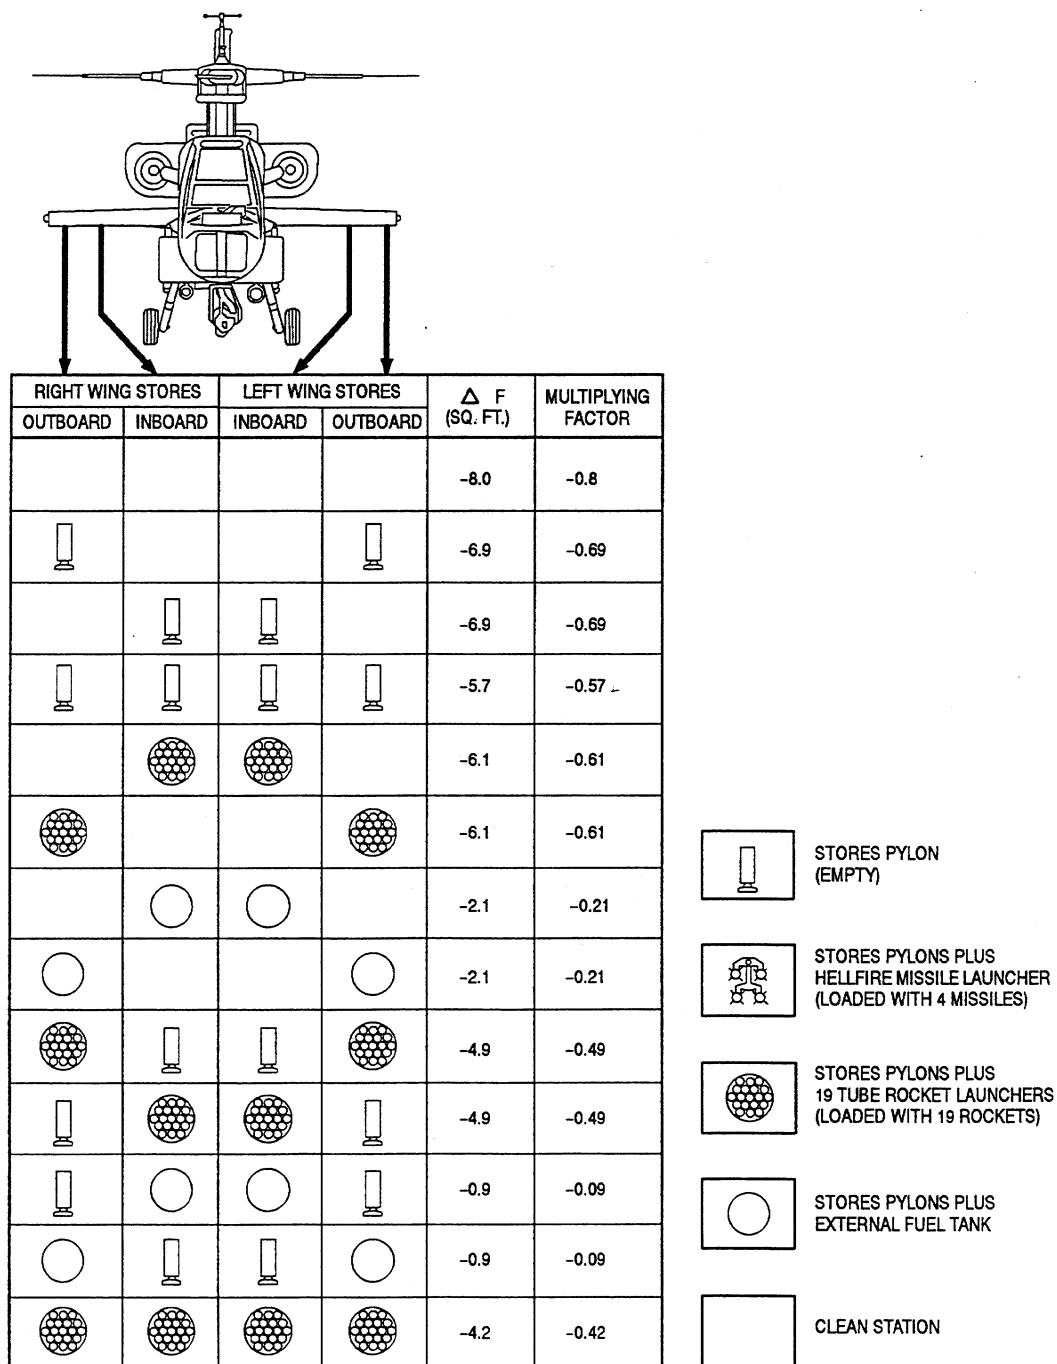 RIGHT WING STORES LEFT WING STORES △ F (SQ. FT.) MULTIPLYING FACTOR
OUTBOARD INBOARD INBOARD OUTBOARD
-8.0 -0.8
-6.9 -0.69
-6.9 -0.69
-5.7 -0.57
-6.1 -0.61
-6.1 -0.61
-2.1 -0.21
-2.1 -0.21
-4.9 -0.49
-4.9 -0.49
-0.9 -0.09
-0.9 -0.09
-4.2 -0.42
STORES PYLON
(EMPTY)
STORES PYLONS PLUS
HELLFIRE MISSILE LAUNCHER
(LOADED WITH 4 MISSILES)
STORES PYLONS PLUS
19 TUBE ROCKET LAUNCHERS
(LOADED WITH 19 ROCKETS)
STORES PYLONS PLUS
EXTERNAL FUEL TANK
CLEAN STATION